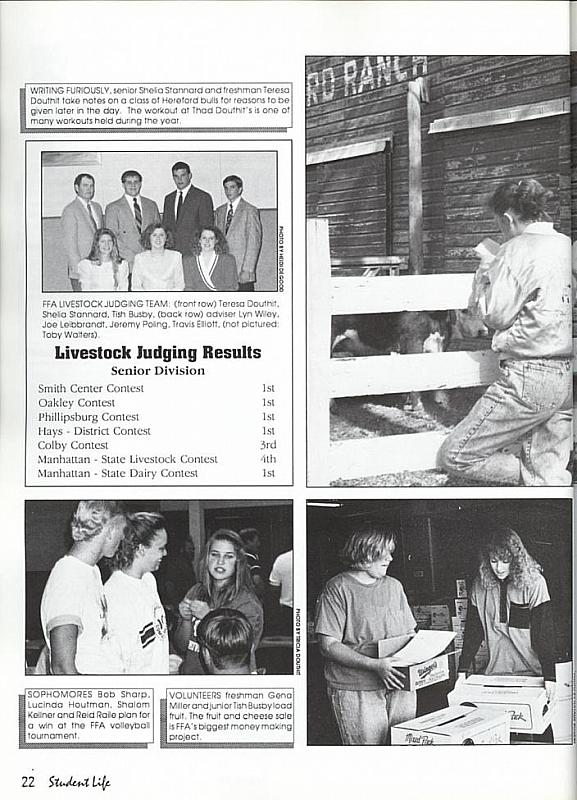 WRITING FURIOUSLY, senior Shelia Stannard and freshman Teresa
Douthit take notes on a class of Hereford bulls for reasons to be
given later in the day. The workout at Thad Douthit's is one of
many workouts held during the year.
RD RANCH
PHOTO BY HEIDI DEGOOD
FFA LIVESTOCK JUDGING TEAM: (front row) Teresa Douthit,
Shelia Stannard, Tish Busby, (back row) adviser Lyn Wiley,
Joe Leibbrandt, Jeremy Poling, Travis Elliott, (not pictured:
Toby Walters).
Livestock Judging Results
Senior Division
Smith Center Contest 1st
Oakley Contest 1st
Phillipsburg Contest 1st
Hays - District Contest 1st
Colby Contest 3rd
Manhattan - State Livestock Contest 4th
Manhattan - State Dairy Contest 1st
PHOTO BY TRICIA DOUTHIT
Mixed Pack
Pack
SOPHOMORES Bob Sharp,
Lucinda Houtman, Shalom
Kellner and Reid Raile plan for
a win at the FFA volleyball
tournament.
VOLUNTEERS freshman Gena
Miller and junior Tish Busby load
fruit. The fruit and cheese sale
is FFA's biggest money making
project.
22 Student Life